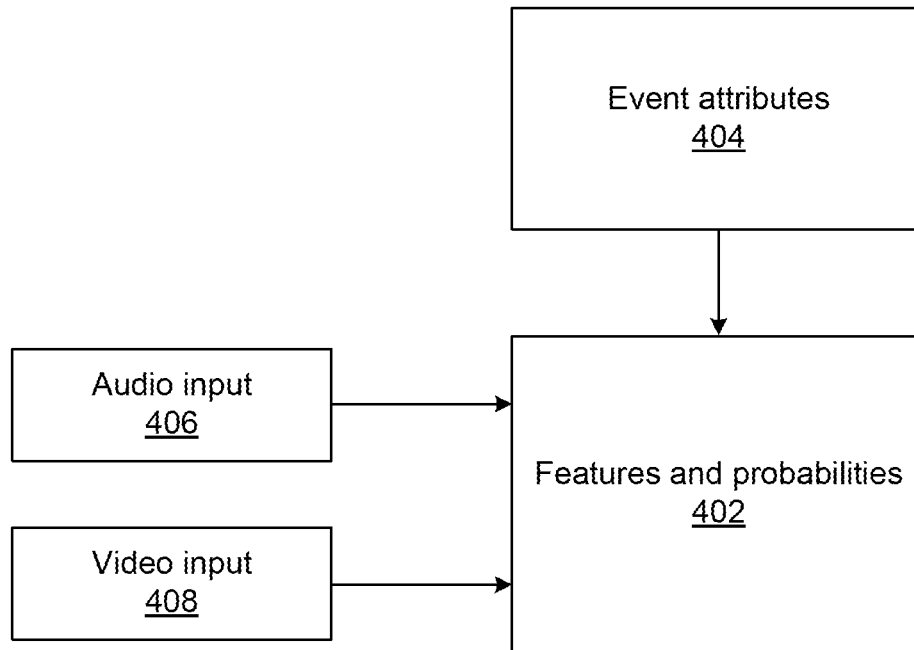 Event attributes
404
Audio input
406
Features and probabilities
402
Video input
408